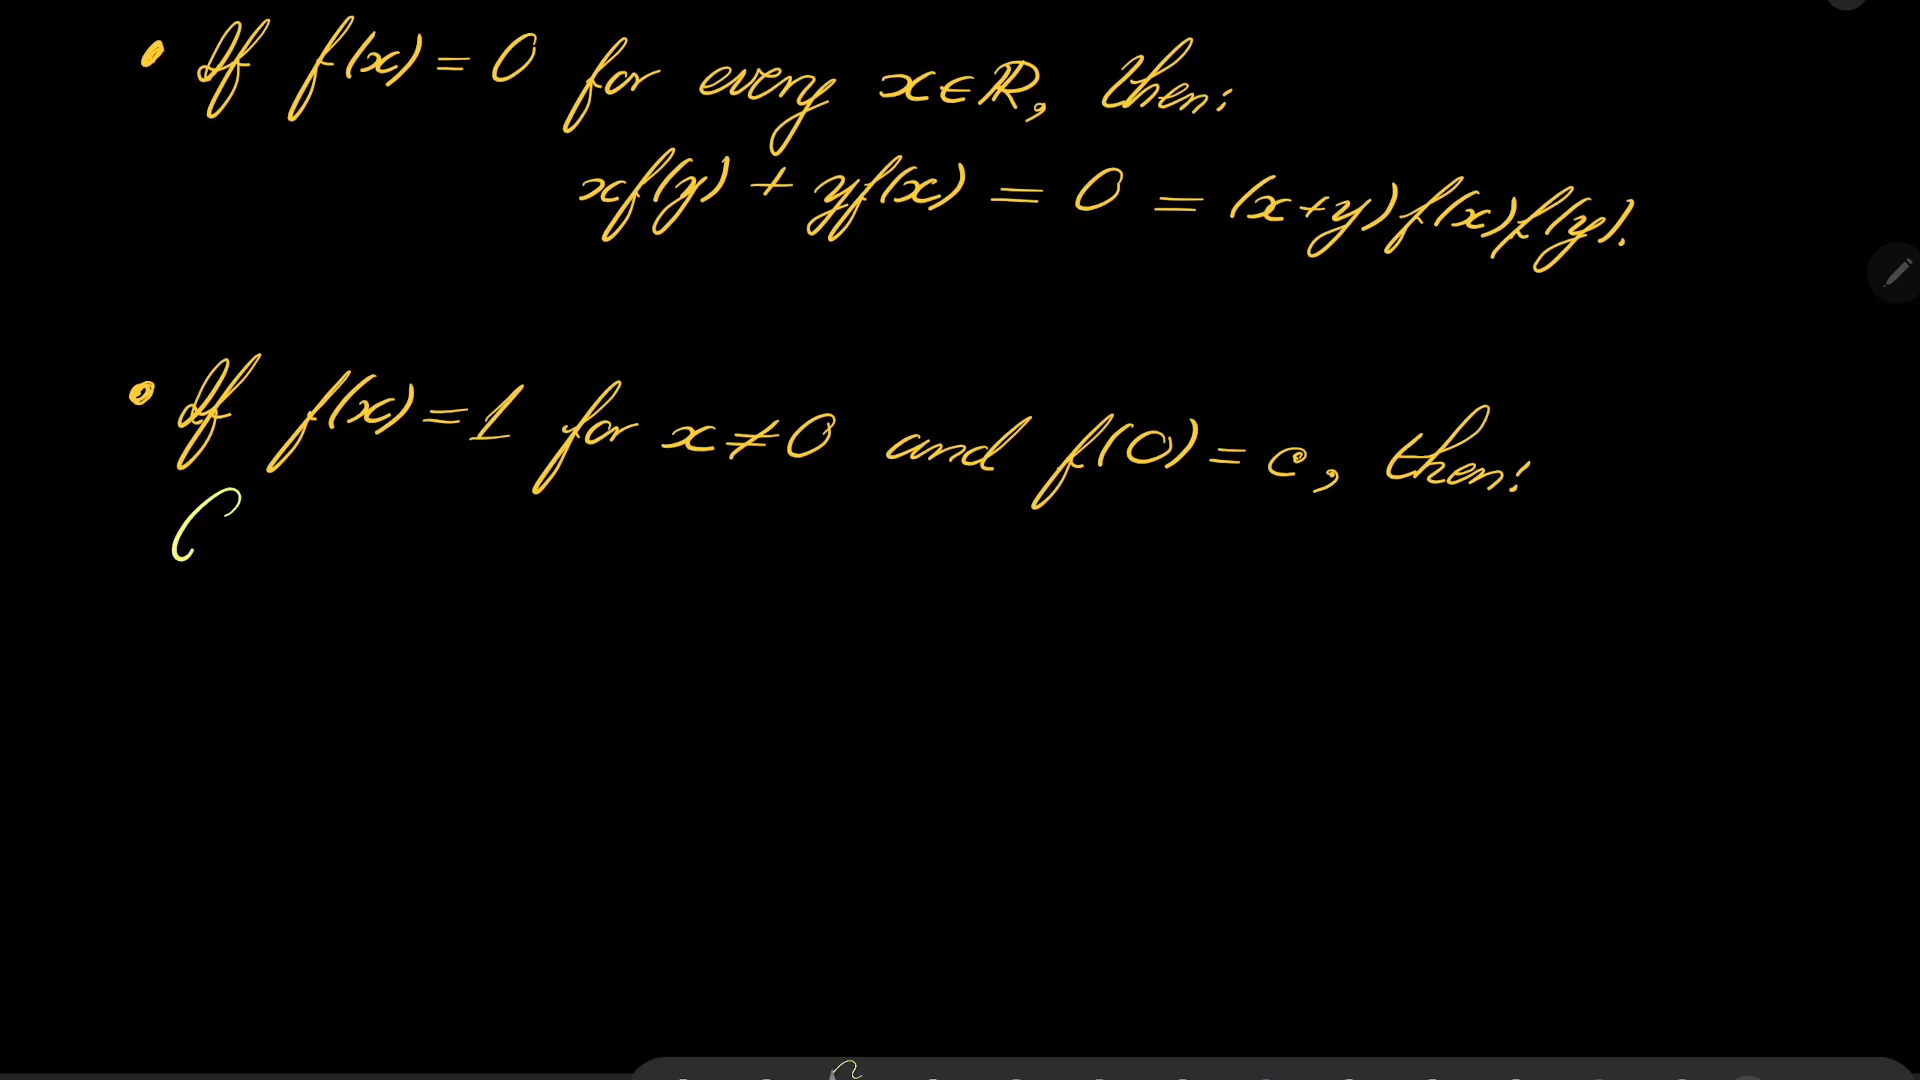 • If f(x) = 0 for every x ∈ ℝ, then:
xf(y) + yf(x) = 0 = (x+y)f(x)f(y).
• If f(x) = 1 for x ≠ 0 and f(0) = c, then:
C